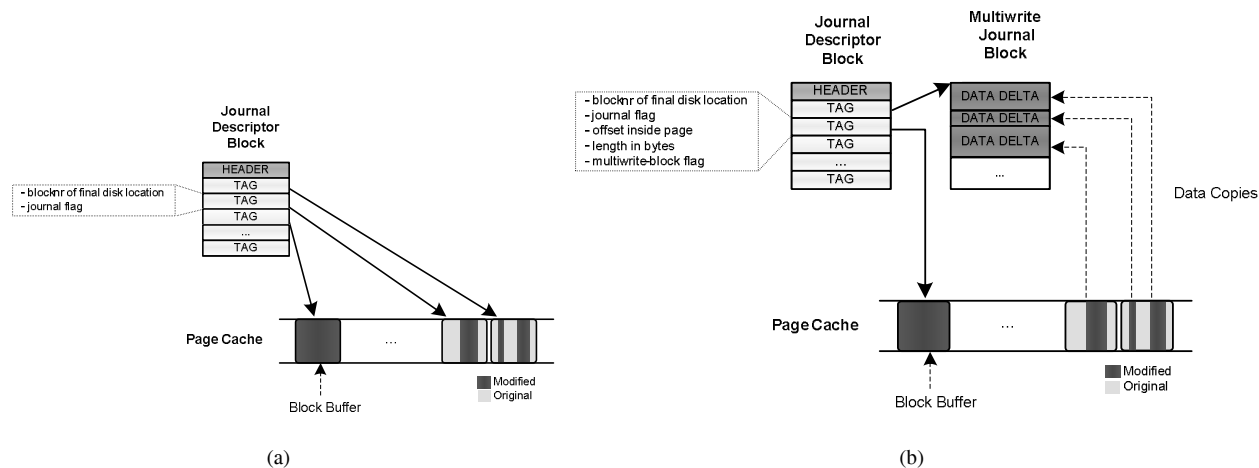 Journal
Descriptor
Block
HEADER
TAG
TAG
TAG
...
TAG
- blocknr of final disk location
- journal flag
Page Cache
...
Modified
Original
Block Buffer
(a)
Journal
Descriptor
Block
Multiwrite
Journal
Block
HEADER
TAG
TAG
TAG
...
TAG
- blocknr of final disk location
- journal flag
- offset inside page
- length in bytes
- multiwrite-block flag
DATA DELTA
DATA DELTA
DATA DELTA
...
Data Copies
Page Cache
...
Modified
Original
Block Buffer
(b)